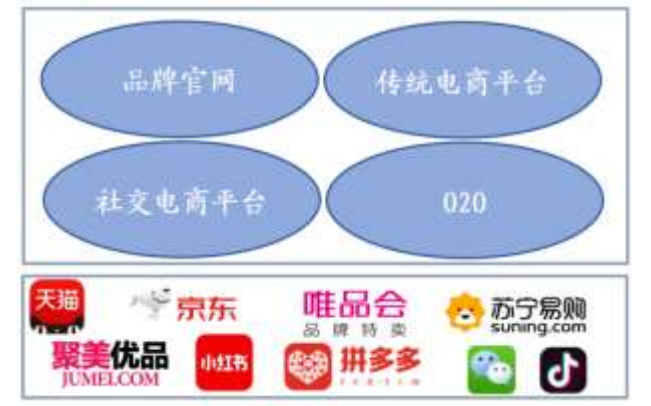 品牌官网
传统电商平台
社交电商平台
O2O
天猫
京东
唯品会
品牌特卖
苏宁易购
suning.com
聚美优品
JUMEI.COM
小红书
拼多多